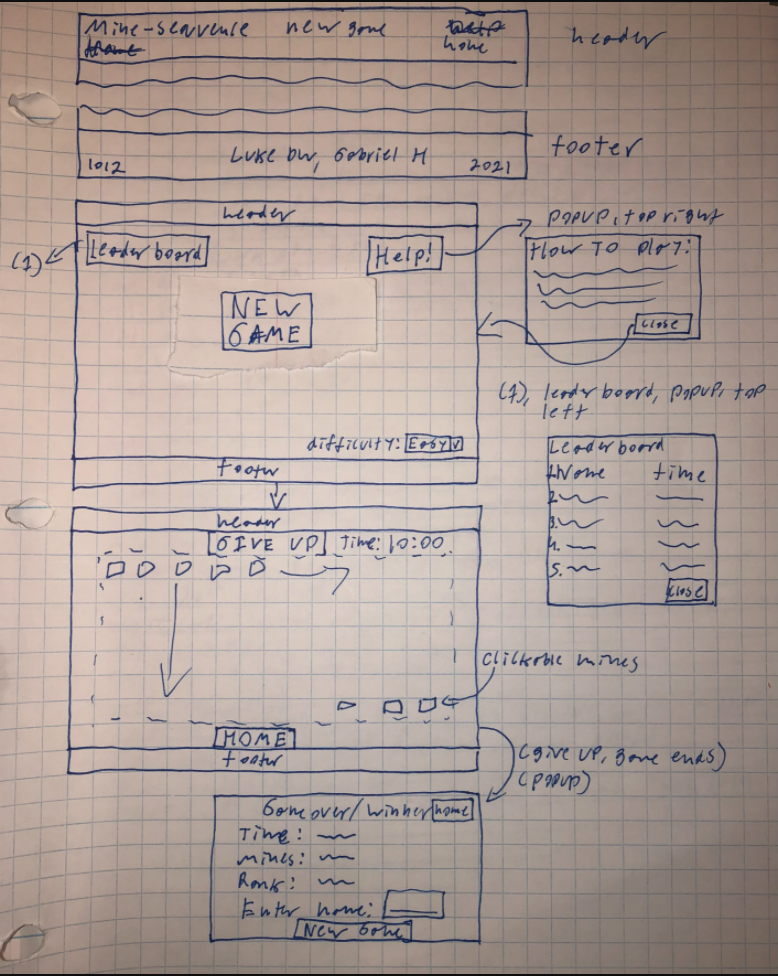 Mine-servence new game
home
header
1012 Luke DW, Gabriel H 2021
footer
header
popup, top right
(1)
Leader board
Help!
How TO play:
close
NEW
GAME
(1), leader board, popup, top
left
difficulty: Easy v
footer
Leader board
1. Name time
2.
3.
4.
5.
close
header
GIVE UP Time: 10:00
clickable mines
HOME
footer
(give up, game ends)
(popup)
Game over/winner home
Time:
Mines:
Rank:
Enter name:
New Game